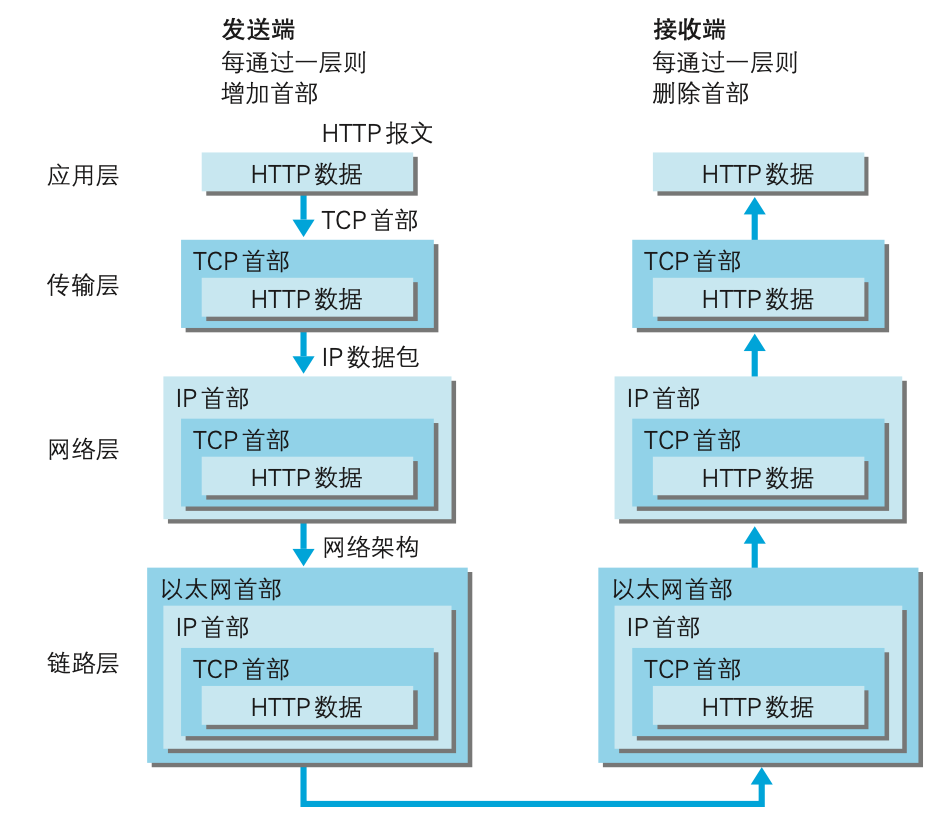 发送端
每通过一层则
增加首部
接收端
每通过一层则
删除首部
HTTP 报文
应用层
HTTP 数据
HTTP 数据
TCP 首部
传输层
TCP 首部
HTTP 数据
TCP 首部
HTTP 数据
IP 数据包
网络层
IP 首部
TCP 首部
HTTP 数据
IP 首部
TCP 首部
HTTP 数据
网络架构
链路层
以太网首部
IP 首部
TCP 首部
HTTP 数据
以太网首部
IP 首部
TCP 首部
HTTP 数据